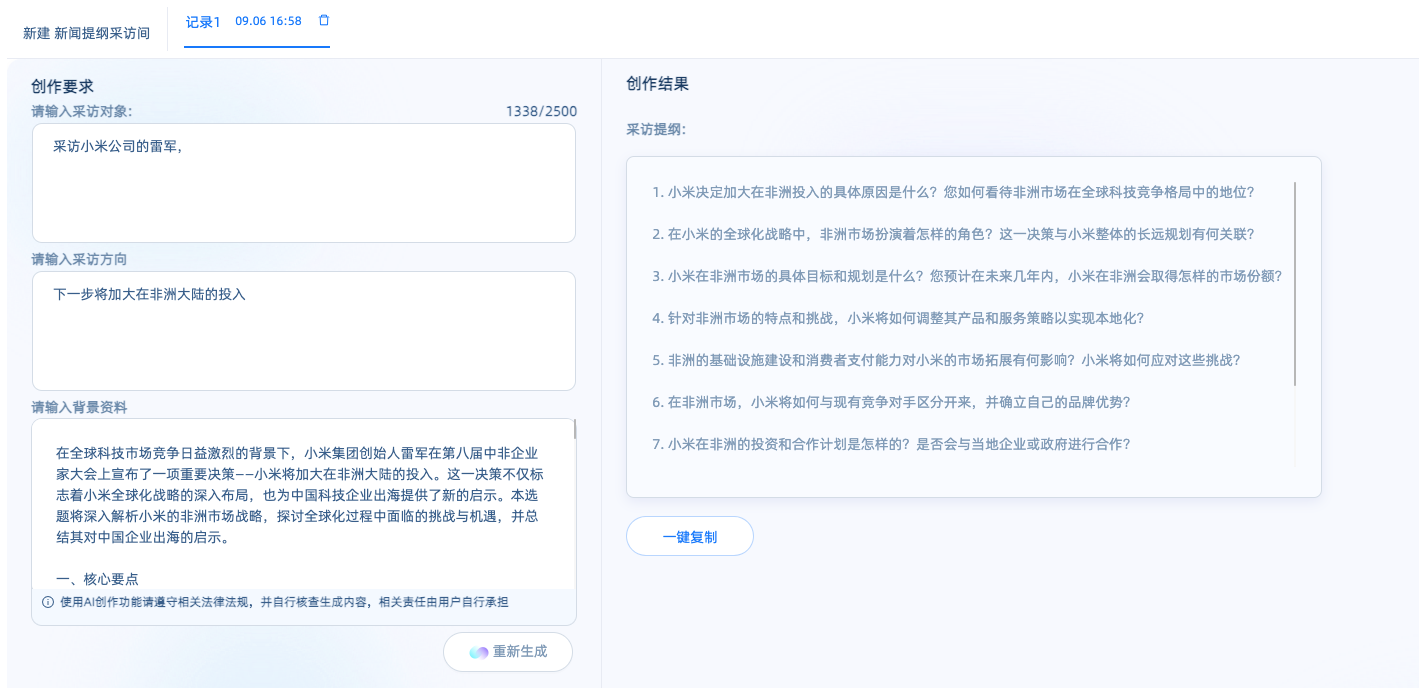 新建 新闻提纲采访间
记录1 09.06 16:58
创作要求
请输入采访对象:
1338/2500
采访小米公司的雷军,
请输入采访方向
下一步将加大在非洲大陆的投入
请输入背景资料
在全球科技市场竞争日益激烈的背景下，小米集团创始人雷军在第八届中非企业
家大会上宣布了一项重要决策——小米将加大在非洲大陆的投入。这一决策不仅标
志着小米全球化战略的深入布局，也为中国科技企业出海提供了新的启示。本选
题将深入解析小米的非洲市场战略，探讨全球化过程中面临的挑战与机遇，并总
结其对中国企业出海的启示。
一、核心要点
使用AI创作功能请遵守相关法律法规，并自行核查生成内容，相关责任由用户自行承担
重新生成
创作结果
采访提纲:
1. 小米决定加大在非洲投入的具体原因是什么？您如何看待非洲市场在全球科技竞争格局中的地位？
2. 在小米的全球化战略中，非洲市场扮演着怎样的角色？这一决策与小米整体的长远规划有何关联？
3. 小米在非洲市场的具体目标和规划是什么？您预计在未来几年内，小米在非洲会取得怎样的市场份额？
4. 针对非洲市场的特点和挑战，小米将如何调整其产品和服务策略以实现本地化？
5. 非洲的基础设施建设和消费者支付能力对小米的市场拓展有何影响？小米将如何应对这些挑战？
6. 在非洲市场，小米将如何与现有竞争对手区分开来，并确立自己的品牌优势？
7. 小米在非洲的投资和合作计划是怎样的？是否会与当地企业或政府进行合作？
一键复制